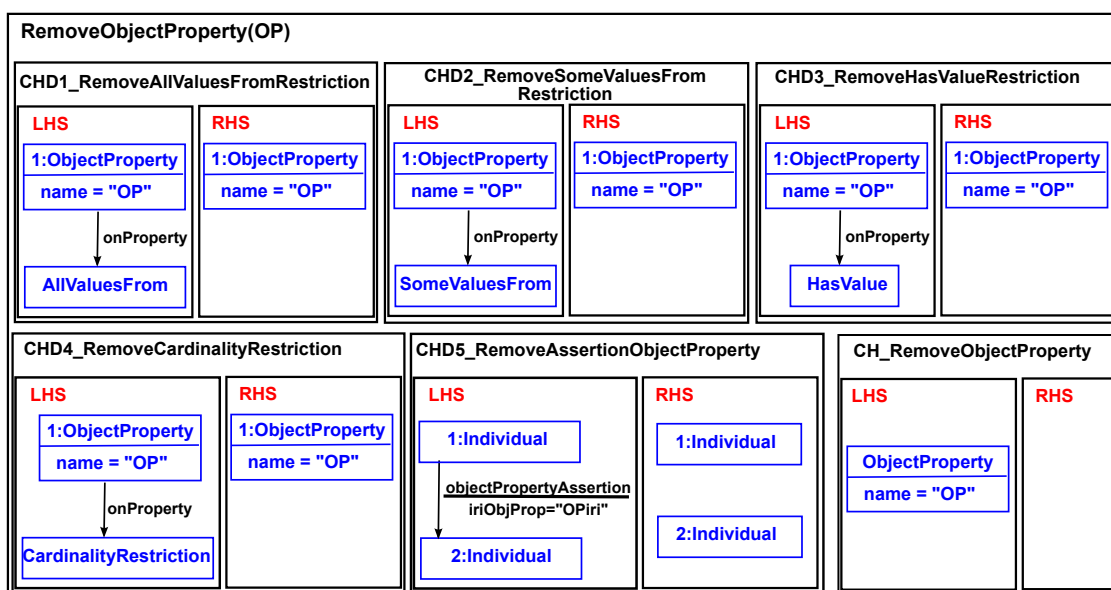 RemoveObjectProperty(OP)
CHD1_RemoveAllValuesFromRestriction
LHS
1:ObjectProperty
name = "OP"
onProperty
AllValuesFrom
RHS
1:ObjectProperty
name = "OP"
CHD2_RemoveSomeValuesFrom
Restriction
LHS
1:ObjectProperty
name = "OP"
onProperty
SomeValuesFrom
RHS
1:ObjectProperty
name = "OP"
CHD3_RemoveHasValueRestriction
LHS
1:ObjectProperty
name = "OP"
onProperty
HasValue
RHS
1:ObjectProperty
name = "OP"
CHD4_RemoveCardinalityRestriction
LHS
1:ObjectProperty
name = "OP"
onProperty
CardinalityRestriction
RHS
1:ObjectProperty
name = "OP"
CHD5_RemoveAssertionObjectProperty
LHS
1:Individual
objectPropertyAssertion
iriObjProp="OPiri"
2:Individual
RHS
1:Individual
2:Individual
CH_RemoveObjectProperty
LHS
ObjectProperty
name = "OP"
RHS